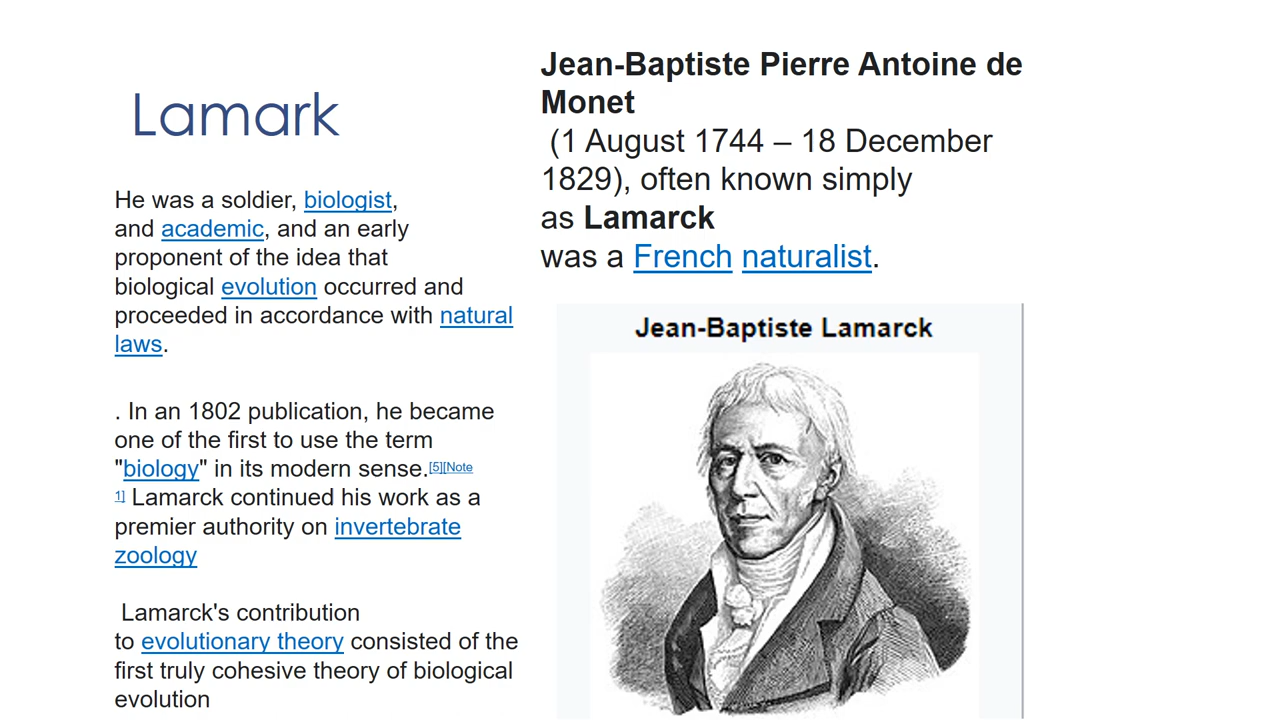 Lamark
He was a soldier, biologist,
and academic, and an early
proponent of the idea that
biological evolution occurred and
proceeded in accordance with natural
laws.
. In an 1802 publication, he became
one of the first to use the term
"biology" in its modern sense.[5][Note
1] Lamarck continued his work as a
premier authority on invertebrate
zoology
Lamarck's contribution
to evolutionary theory consisted of the
first truly cohesive theory of biological
evolution
Jean-Baptiste Pierre Antoine de
Monet
(1 August 1744 – 18 December
1829), often known simply
as Lamarck
was a French naturalist.
Jean-Baptiste Lamarck